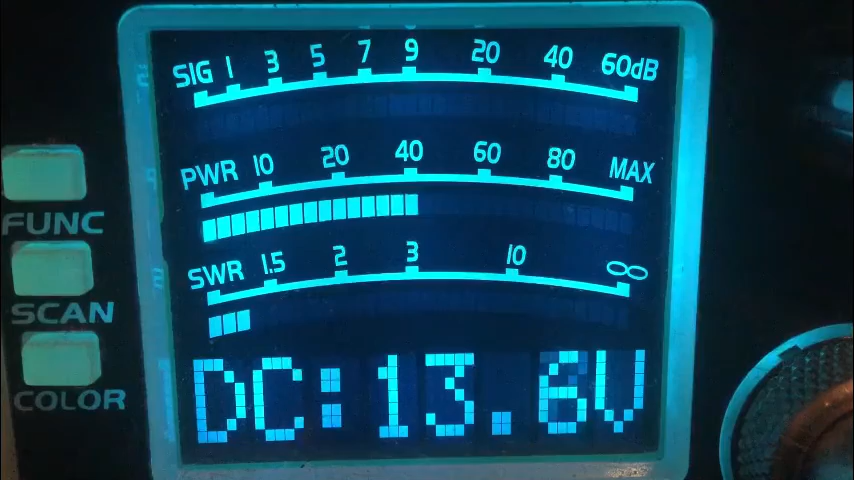 SIG 1 3 5 7 9 20 40 60dB
PWR 10 20 40 60 80 MAX
FUNC
SWR 1.5 2 3 10 ∞
SCAN
DC:13.6V
COLOR